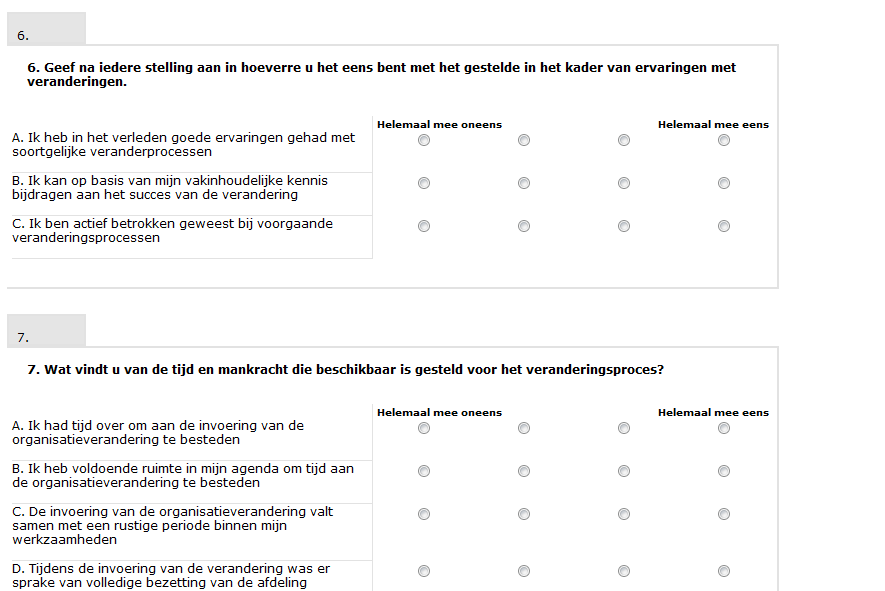 6.
6. Geef na iedere stelling aan in hoeverre u het eens bent met het gestelde in het kader van ervaringen met
veranderingen.
Helemaal mee oneens Helemaal mee eens
A. Ik heb in het verleden goede ervaringen gehad met
soortgelijke veranderprocessen
B. Ik kan op basis van mijn vakinhoudelijke kennis
bijdragen aan het succes van de verandering
C. Ik ben actief betrokken geweest bij voorgaande
veranderingsprocessen
7.
7. Wat vindt u van de tijd en mankracht die beschikbaar is gesteld voor het veranderingsproces?
Helemaal mee oneens Helemaal mee eens
A. Ik had tijd over om aan de invoering van de
organisatieverandering te besteden
B. Ik heb voldoende ruimte in mijn agenda om tijd aan
de organisatieverandering te besteden
C. De invoering van de organisatieverandering valt
samen met een rustige periode binnen mijn
werkzaamheden
D. Tijdens de invoering van de verandering was er
sprake van volledige bezetting van de afdeling